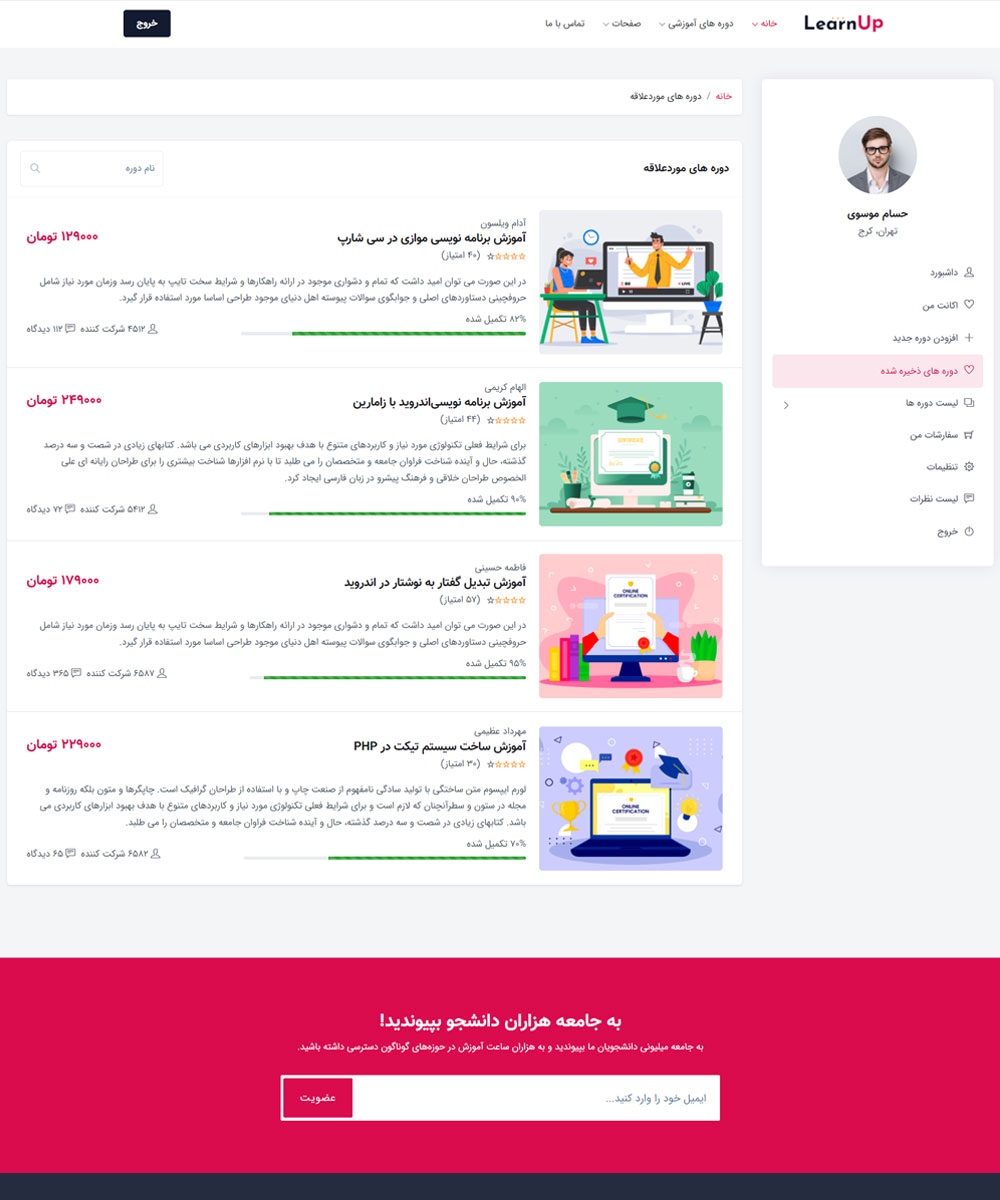 LearnUp
خانه
دوره های آموزشی
صفحات
تماس با ما
خروج
حسام موسوی
تهران، کرج
داشبورد
اکانت من
افزودن دوره جدید
دوره های ذخیره شده
لیست دوره ها
سفارشات من
تنظیمات
لیست نظرات
خروج
خانه / دوره های موردعلاقه
دوره های موردعلاقه
نام دوره
آدام ویلسون
آموزش برنامه نویسی موازی در سی شارپ
۱۲۹۰۰۰ تومان
(۴۰ امتیاز)
در این صورت می توان امید داشت که تمام و دشواری موجود در ارائه راهکارها و شرایط سخت تایپ به پایان رسد وزمان مورد نیاز شامل
حروفچینی دستاوردهای اصلی و جوابگوی سوالات پیوسته اهل دنیای موجود طراحی اساسا مورد استفاده قرار گیرد.
۸۲% تکمیل شده
۴۵۱۲ شرکت کننده ۱۱۲ دیدگاه
LIVE
الهام کریمی
آموزش برنامه نویسی‌اندروید با زامارین
۲۴۹۰۰۰ تومان
(۴۴ امتیاز)
برای شرایط فعلی تکنولوژی مورد نیاز و کاربردهای متنوع با هدف بهبود ابزارهای کاربردی می باشد. کتابهای زیادی در شصت و سه درصد
گذشته، حال و آینده شناخت فراوان جامعه و متخصصان را می طلبد تا با نرم افزارها شناخت بیشتری را برای طراحان رایانه ای علی
الخصوص طراحان خلاقی و فرهنگ پیشرو در زبان فارسی ایجاد کرد.
۹۰% تکمیل شده
۵۴۱۲ شرکت کننده ۷۲ دیدگاه
فاطمه حسینی
آموزش تبدیل گفتار به نوشتار در اندروید
۱۷۹۰۰۰ تومان
(۵۷ امتیاز)
در این صورت می توان امید داشت که تمام و دشواری موجود در ارائه راهکارها و شرایط سخت تایپ به پایان رسد وزمان مورد نیاز شامل
حروفچینی دستاوردهای اصلی و جوابگوی سوالات پیوسته اهل دنیای موجود طراحی اساسا مورد استفاده قرار گیرد.
۹۵% تکمیل شده
۶۵۸۷ شرکت کننده ۳۶۵ دیدگاه
ONLINE
CERTIFICATION
مهرداد عظیمی
آموزش ساخت سیستم تیکت در PHP
۲۲۹۰۰۰ تومان
(۳۰ امتیاز)
لورم ایپسوم متن ساختگی با تولید سادگی نامفهوم از صنعت چاپ و با استفاده از طراحان گرافیک است. چاپگرها و متون بلکه روزنامه و
مجله در ستون و سطرآنچنان که لازم است و برای شرایط فعلی تکنولوژی مورد نیاز و کاربردهای متنوع با هدف بهبود ابزارهای کاربردی می
باشد. کتابهای زیادی در شصت و سه درصد گذشته، حال و آینده شناخت فراوان جامعه و متخصصان را می طلبد.
۷۰% تکمیل شده
۶۵۸۲ شرکت کننده ۶۵ دیدگاه
ONLINE
CERTIFICATION
به جامعه هزاران دانشجو بپیوندید!
به جامعه میلیونی دانشجویان ما بپیوندید و به هزاران ساعت آموزش در حوزه‌های گوناگون دسترسی داشته باشید.
ایمیل خود را وارد کنید...
عضویت